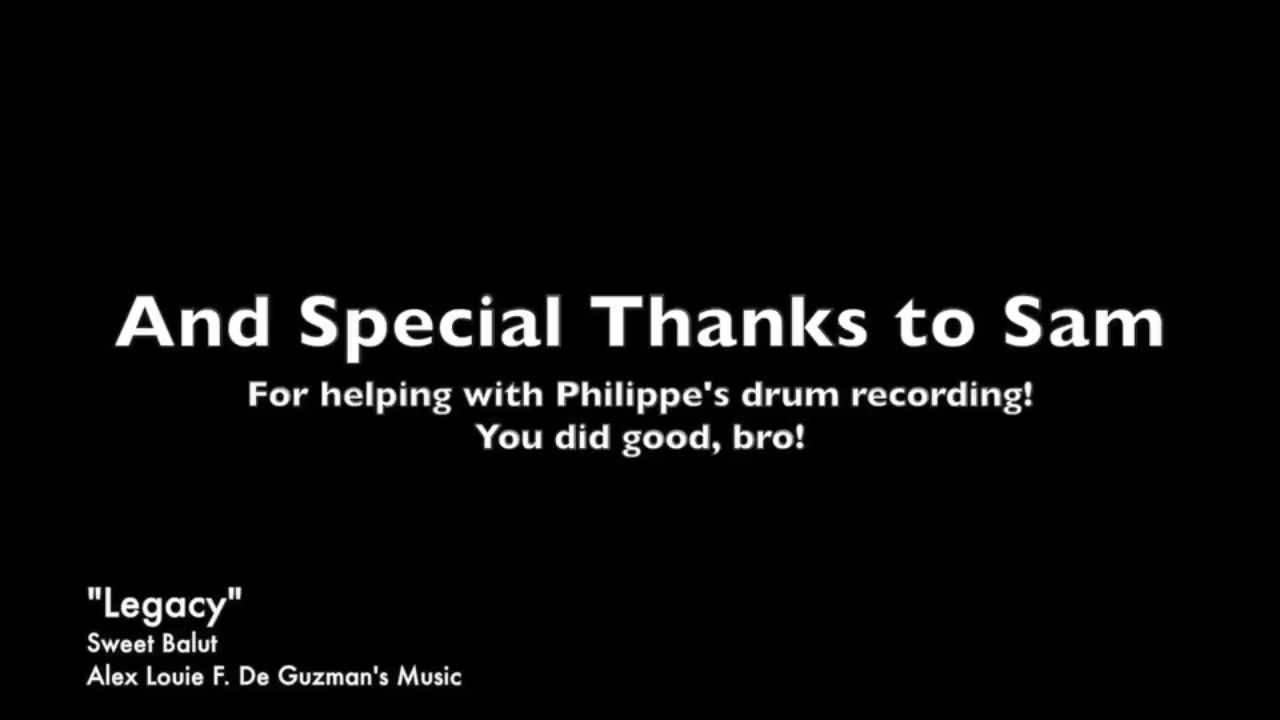 And Special Thanks to Sam
For helping with Philippe's drum recording!
You did good, bro!
"Legacy"
Sweet Balut
Alex Louie F. De Guzman's Music